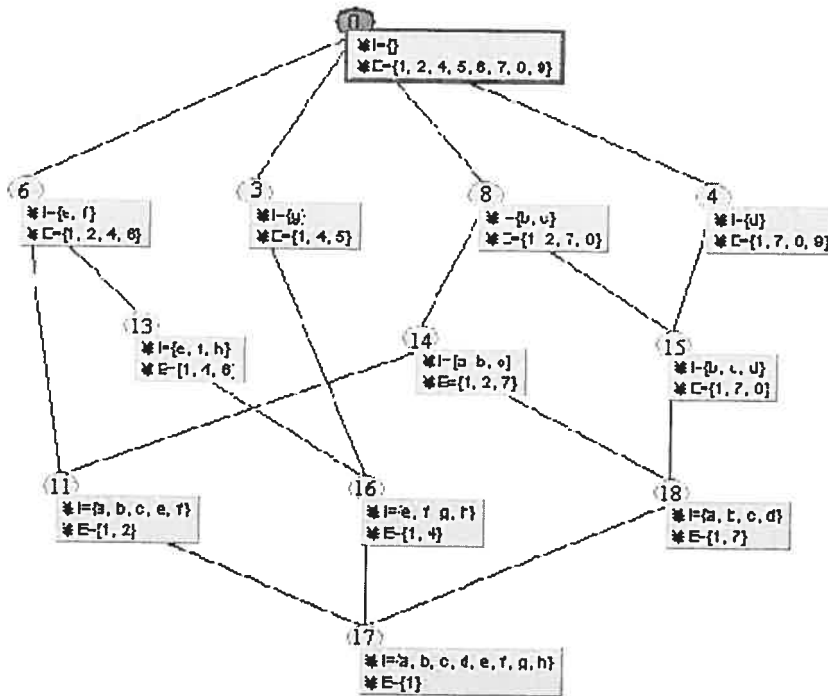 0
I={}
E={1, 2, 4, 5, 6, 7, 0, 9}
6
3
8
4
I={e, f}
E={1, 2, 4, 6}
I={g}
E={1, 4, 5}
I={b, c}
E={1 2, 7, 0}
I={d}
E={1, 7, 0, 9}
13
14
15
I={e, f, h}
E={1, 4, 6}
I={a b, c}
E={1, 2, 7}
I={b, c, d}
E={1, 7, 0}
11
16
18
I={a, b, c, e, f}
E={1, 2}
I={e, f g, h}
E={1, 4}
I={a, b, c, d}
E={1, 7}
17
I={a, b, c, d, e, f, g, h}
E={1}